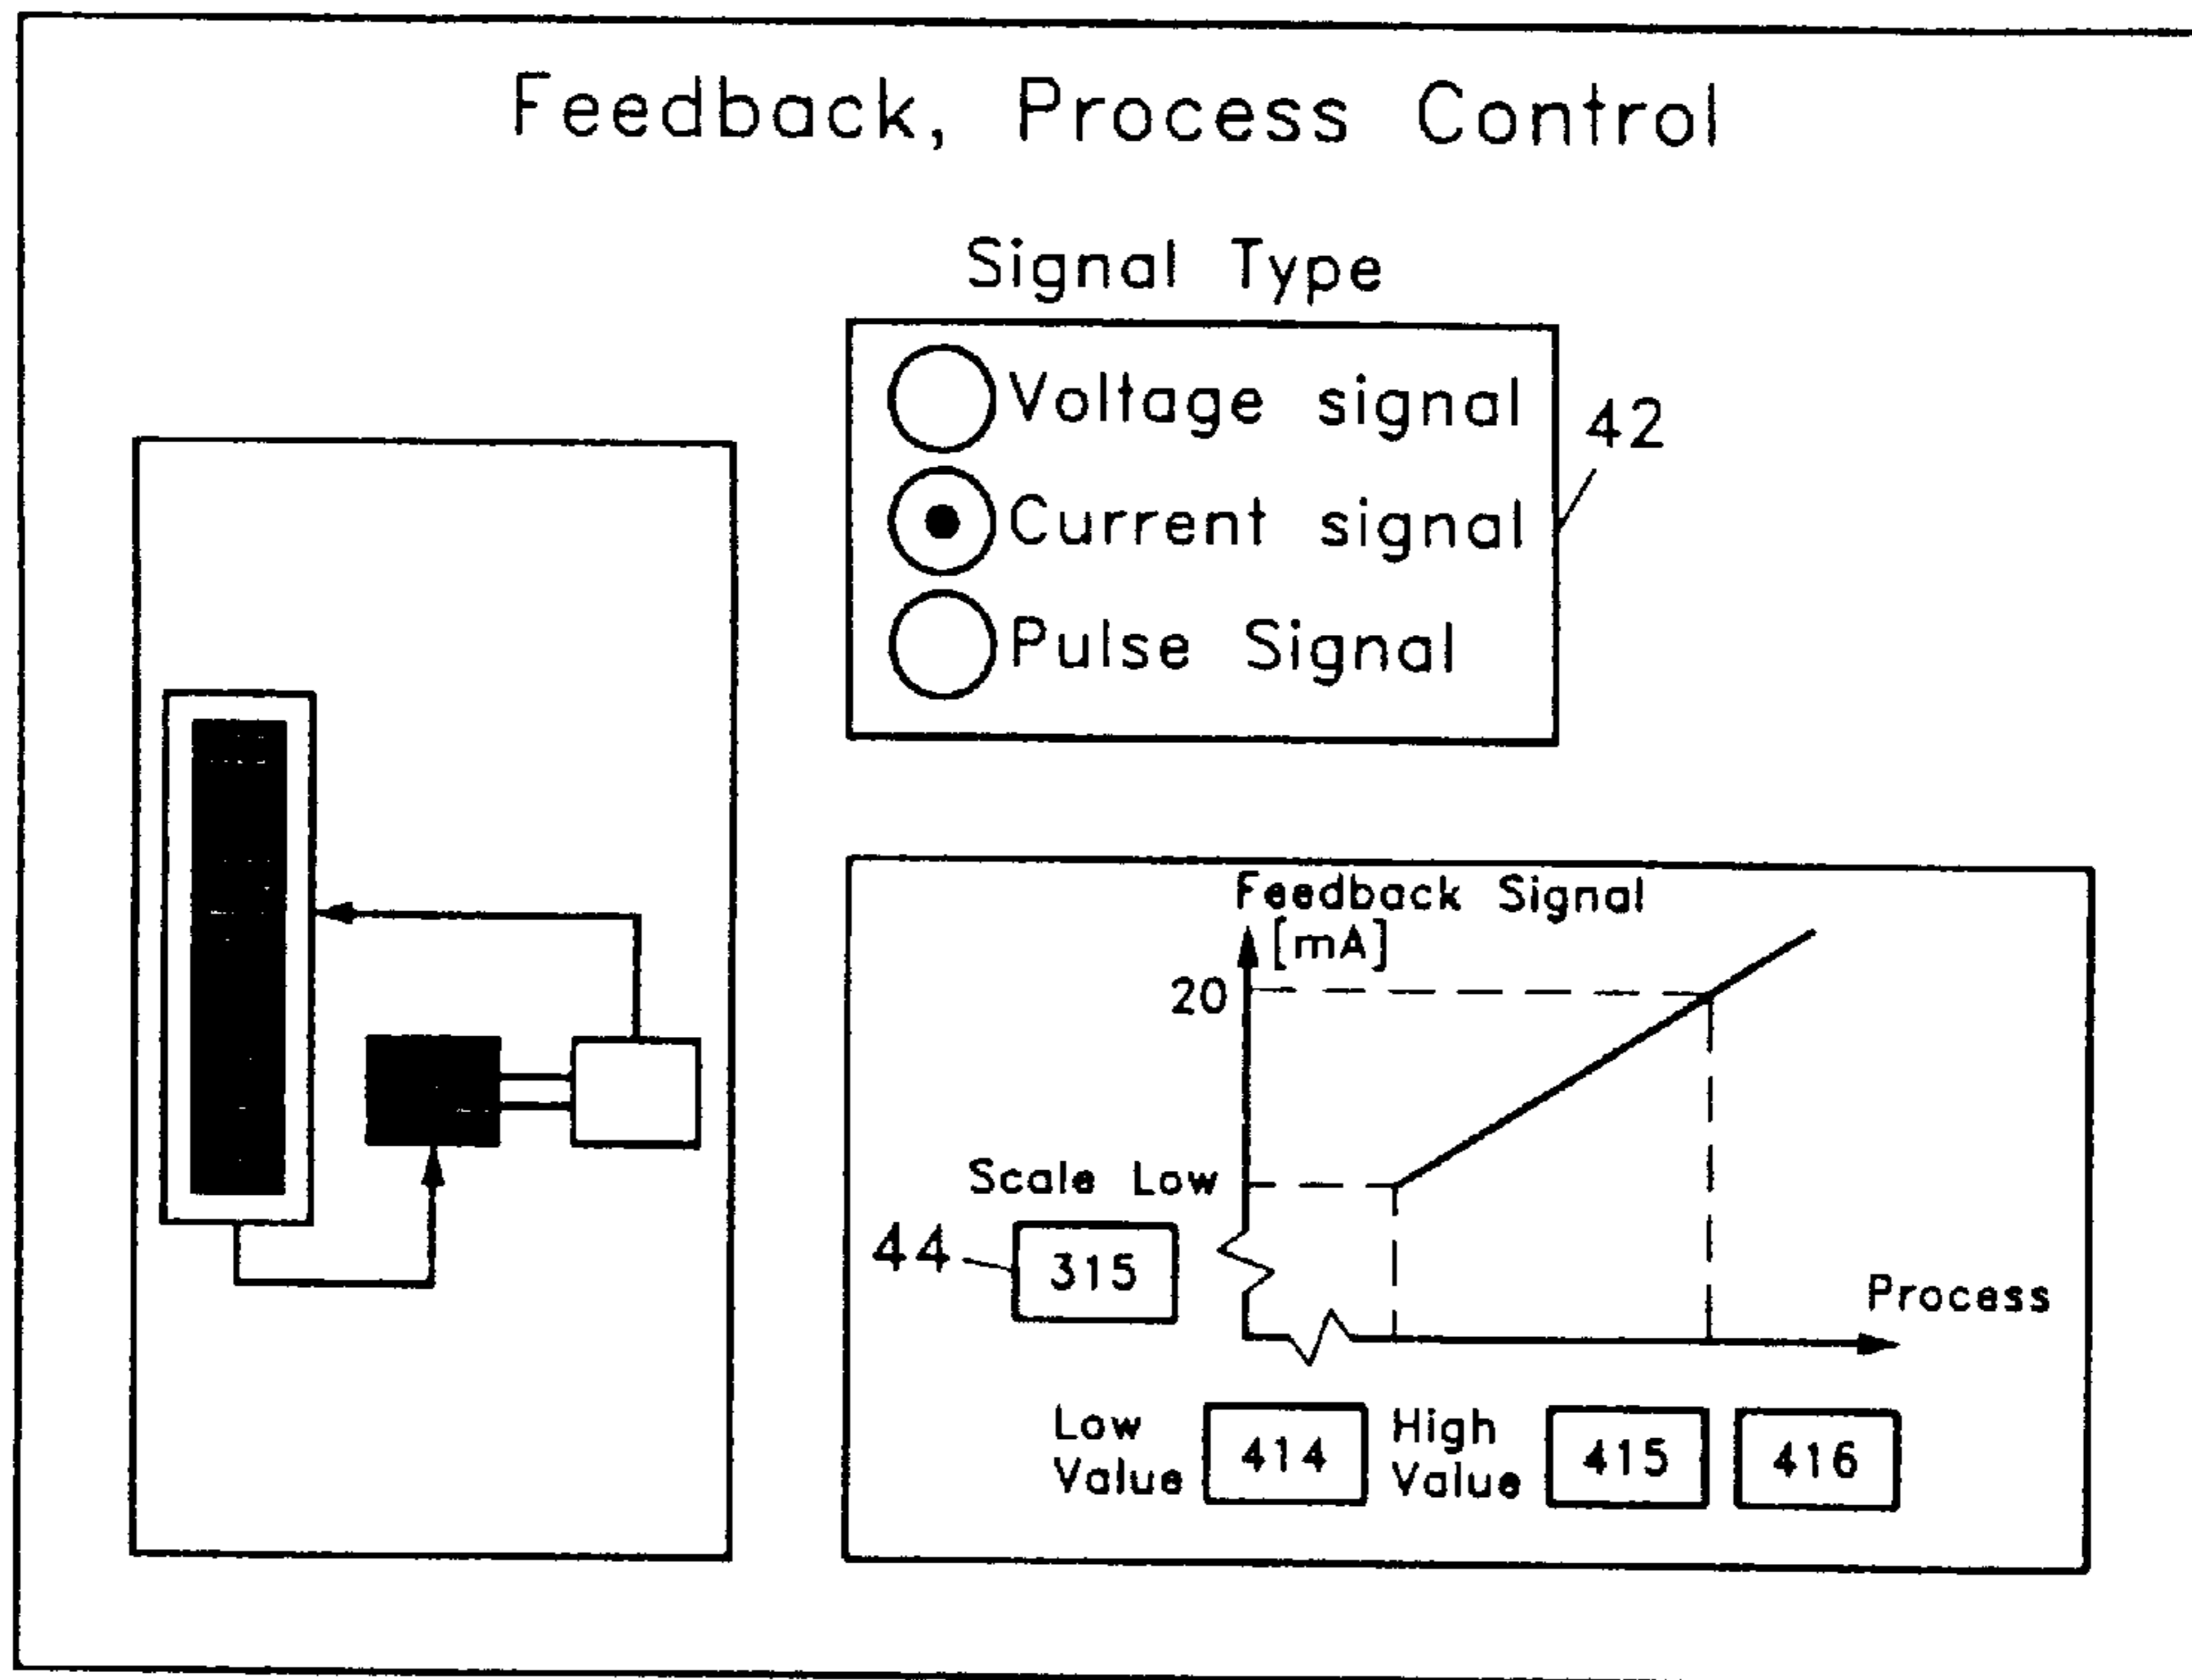 Feedback, Process Control
Signal Type
Voltage signal
Current signal
Pulse Signal
42
Feedback Signal
[mA]
20
Scale Low
44
315
Process
Low
Value
414
High
Value
415
416